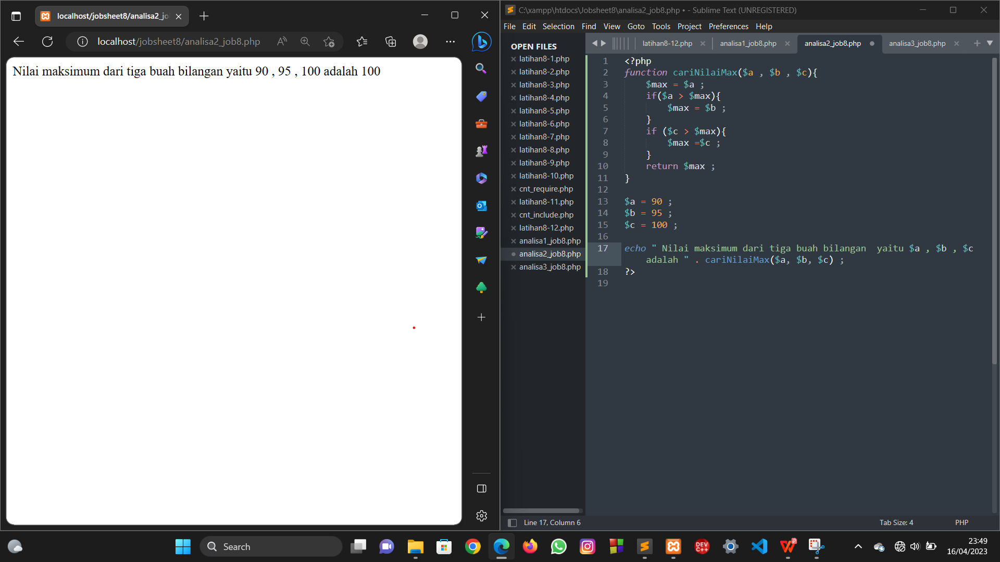 localhost/jobsheet8/analisa2_jo
localhost/jobsheet8/analisa2_job8.php
Nilai maksimum dari tiga buah bilangan yaitu 90 , 95 , 100 adalah 100
C:\xampp\htdocs\Jobsheet8\analisa2_job8.php • - Sublime Text (UNREGISTERED)
File Edit Selection Find View Goto Tools Project Preferences Help
OPEN FILES
latihan8-1.php
latihan8-2.php
latihan8-3.php
latihan8-4.php
latihan8-5.php
latihan8-6.php
latihan8-7.php
latihan8-8.php
latihan8-9.php
latihan8-10.php
cnt_require.php
latihan8-11.php
cnt_include.php
latihan8-12.php
analisa1_job8.php
analisa2_job8.php
analisa3_job8.php
latihan8-12.php analisa1_job8.php analisa2_job8.php analisa3_job8.php
1 <?php
2 function cariNilaiMax($a , $b , $c){
3 $max = $a ;
4 if($a > $max){
5 $max = $b ;
6 }
7 if ($c > $max){
8 $max =$c ;
9 }
10 return $max ;
11 }
12
13 $a = 90 ;
14 $b = 95 ;
15 $c = 100 ;
16
17 echo " Nilai maksimum dari tiga buah bilangan  yaitu $a , $b , $c
adalah " . cariNilaiMax($a, $b, $c) ;
18 ?>
19
Line 17, Column 6
Tab Size: 4
PHP
Search
DEV
C++
23:49
16/04/2023